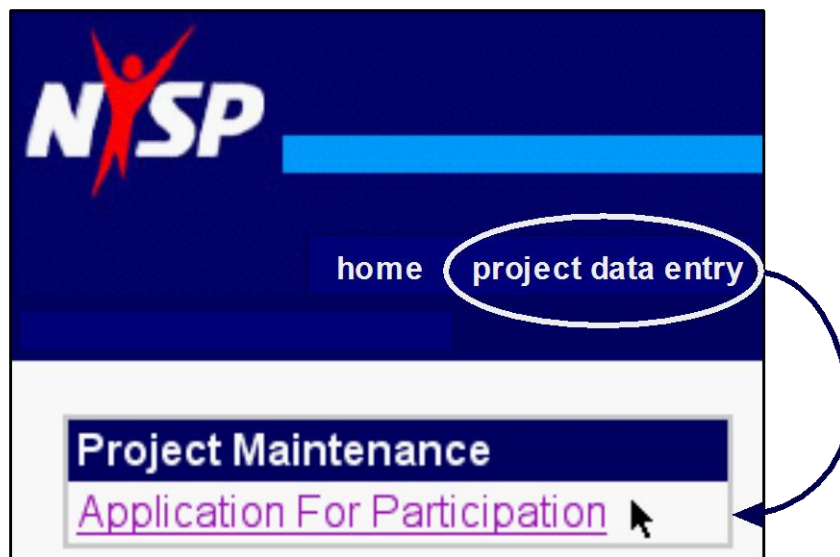 NYSP
home project data entry
Project Maintenance
Application For Participation